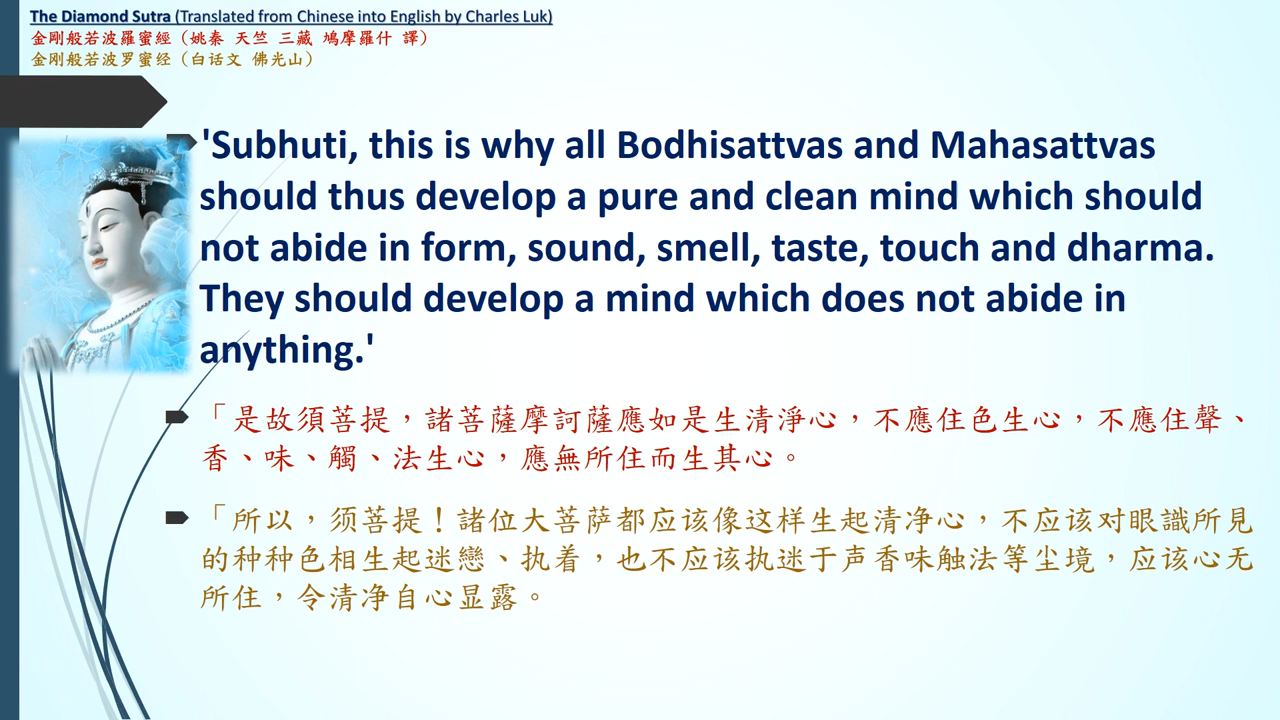 The Diamond Sutra (Translated from Chinese into English by Charles Luk)
金剛般若波羅蜜經（姚秦 天竺 三藏 鳩摩羅什 譯）
金剛般若波罗蜜经（白话文 佛光山）
'Subhuti, this is why all Bodhisattvas and Mahasattvas
should thus develop a pure and clean mind which should
not abide in form, sound, smell, taste, touch and dharma.
They should develop a mind which does not abide in
anything.'
「是故須菩提，諸菩薩摩訶薩應如是生清淨心，不應住色生心，不應住聲、
香、味、觸、法生心，應無所住而生其心。
「所以，须菩提！諸位大菩萨都应该像这样生起清净心，不应该对眼識所見
的种种色相生起迷戀、执着，也不应该执迷于声香味触法等尘境，应该心无
所住，令清净自心显露。